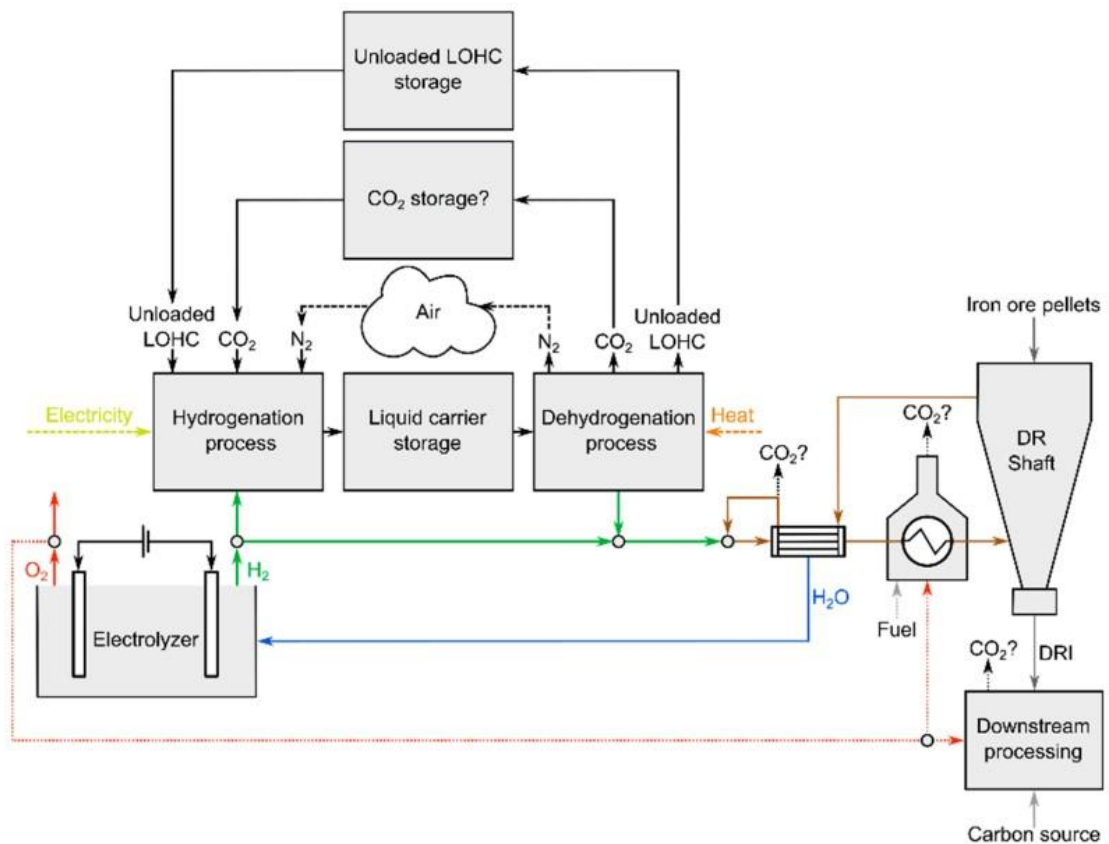 Unloaded LOHC
storage
CO₂ storage?
Air
Unloaded
LOHC
CO₂
N₂
N₂
CO₂
Unloaded
LOHC
Iron ore pellets
Electricity
Hydrogenation
process
Liquid carrier
storage
Dehydrogenation
process
Heat
CO₂?
CO₂?
DR
Shaft
O₂
H₂
Electrolyzer
H₂O
Fuel
CO₂?
DRI
Downstream
processing
Carbon source